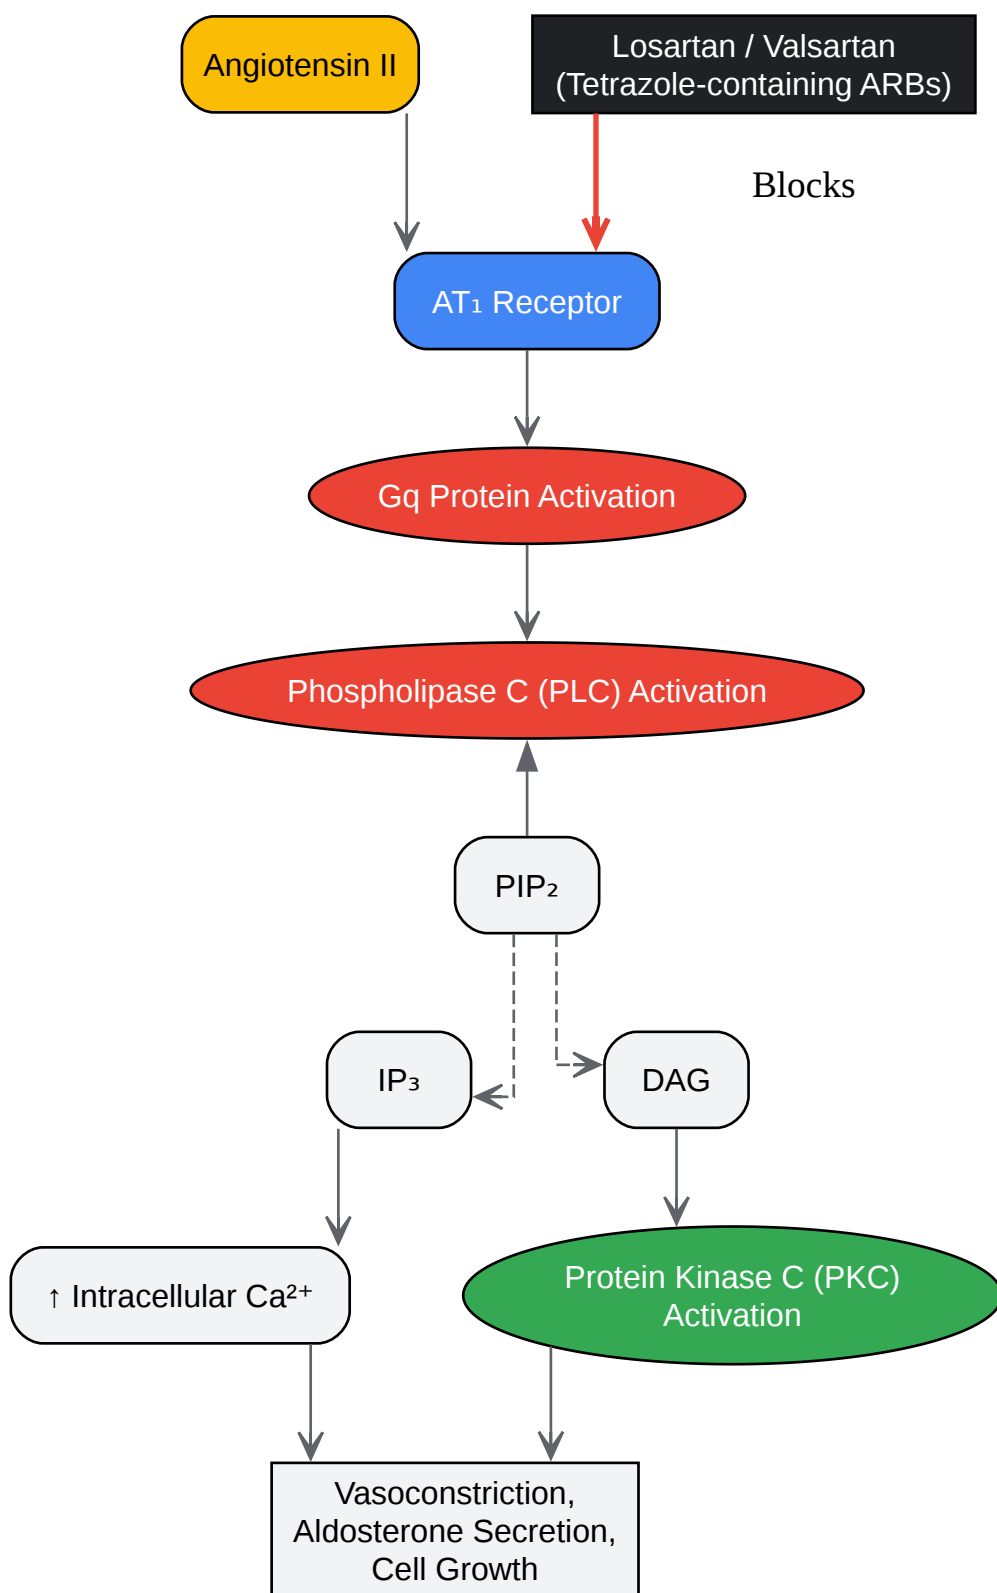 Angiotensin II
Losartan / Valsartan
(Tetrazole-containing ARBs)
Blocks
AT₁ Receptor
Gq Protein Activation
Phospholipase C (PLC) Activation
PIP₂
IP₃
DAG
↑ Intracellular Ca²⁺
Protein Kinase C (PKC)
Activation
Vasoconstriction,
Aldosterone Secretion,
Cell Growth